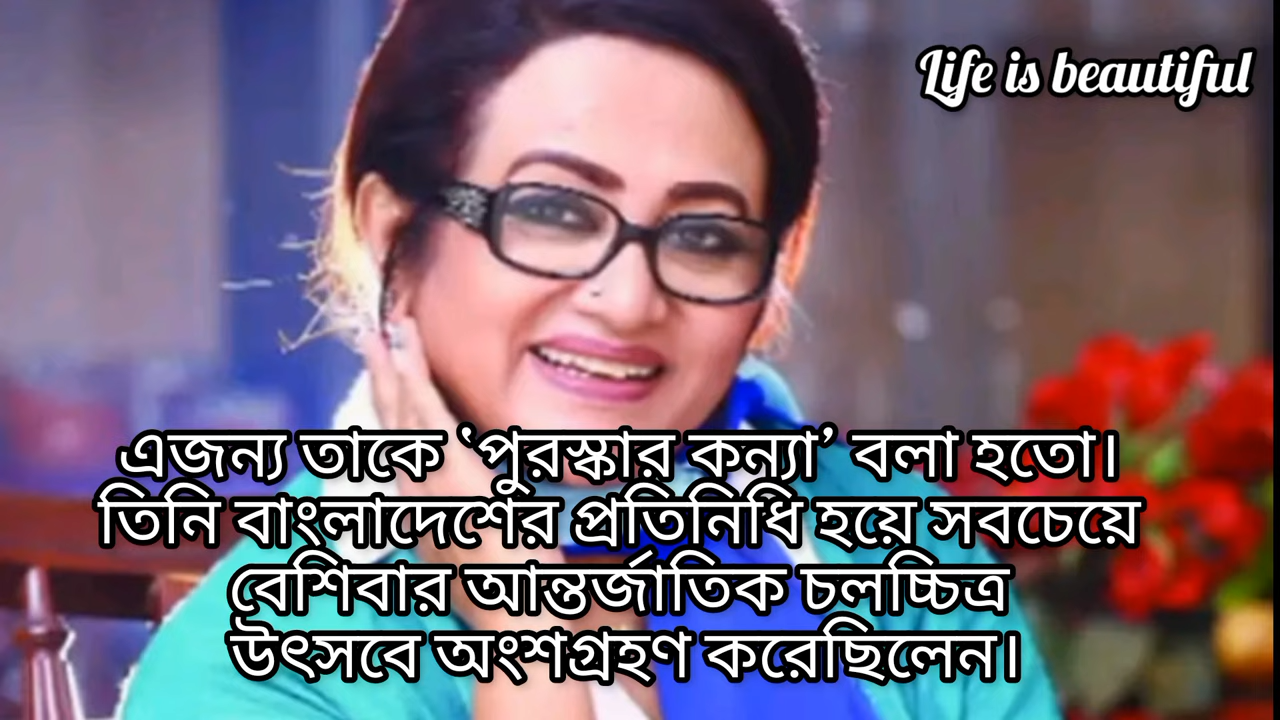 Life is beautiful
এজন্য তাকে ‘পুরস্কার কন্যা’ বলা হতো।
তিনি বাংলাদেশের প্রতিনিধি হয়ে সবচেয়ে
বেশিবার আন্তর্জাতিক চলচ্চিত্র
উৎসবে অংশগ্রহণ করেছিলেন।